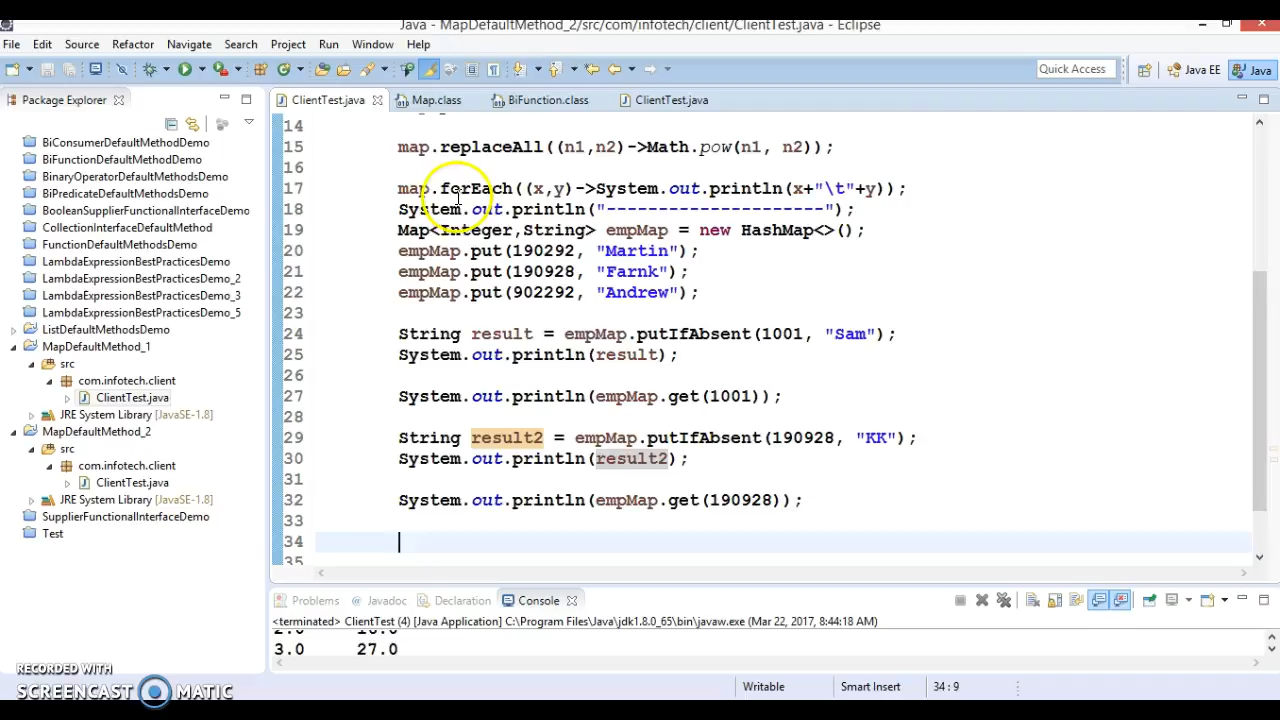 Java - MapDefaultMethod_2/src/com/infotech/client/ClientTest.java - Eclipse
File Edit Source Refactor Navigate Search Project Run Window Help
Quick Access Java EE Java
Package Explorer
ClientTest.java Map.class BiFunction.class ClientTest.java
BiConsumerDefaultMethodDemo
BiFunctionDefaultMethodDemo
BinaryOperatorDefaultMethodDemo
BiPredicateDefaultMethodDemo
BooleanSupplierFunctionalInterfaceDemo
CollectionInterfaceDefaultMethod
FunctionDefaultMethodsDemo
LambdaExpressionBestPracticesDemo
LambdaExpressionBestPracticesDemo_2
LambdaExpressionBestPracticesDemo_3
LambdaExpressionBestPracticesDemo_5
ListDefaultMethodsDemo
MapDefaultMethod_1
src
com.infotech.client
ClientTest.java
JRE System Library [JavaSE-1.8]
MapDefaultMethod_2
src
com.infotech.client
ClientTest.java
JRE System Library [JavaSE-1.8]
SupplierFunctionalInterfaceDemo
Test
14
15 map.replaceAll((n1,n2)->Math.pow(n1, n2));
16
17 map.forEach((x,y)->System.out.println(x+"\t"+y));
18 System.out.println("---------------------");
19 Map<Integer,String> empMap = new HashMap<>();
20 empMap.put(190292, "Martin");
21 empMap.put(190928, "Farnk");
22 empMap.put(902292, "Andrew");
23
24 String result = empMap.putIfAbsent(1001, "Sam");
25 System.out.println(result);
26
27 System.out.println(empMap.get(1001));
28
29 String result2 = empMap.putIfAbsent(190928, "KK");
30 System.out.println(result2);
31
32 System.out.println(empMap.get(190928));
33
34
35
Problems Javadoc Declaration Console
<terminated> ClientTest (4) [Java Application] C:\Program Files\Java\jdk1.8.0_65\bin\javaw.exe (Mar 22, 2017, 8:44:18 AM)
3.0 27.0
Writable Smart Insert 34 : 9
RECORDED WITH
SCREENCAST MATIC